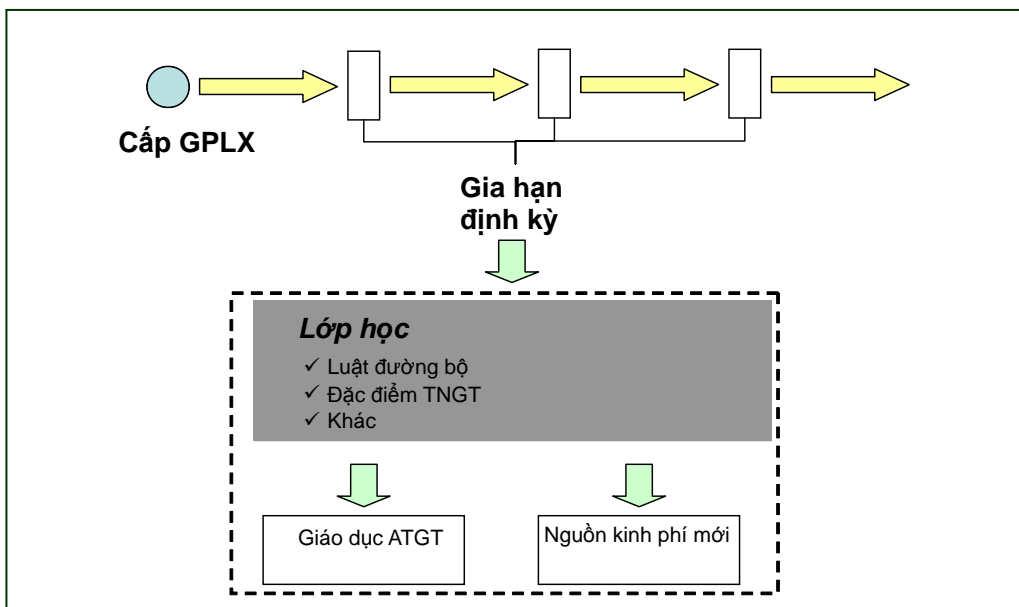 Cấp GPLX
Gia hạn
định kỳ
Lớp học
✓ Luật đường bộ
✓ Đặc điểm TNGT
✓ Khác
Giáo dục ATGT
Nguồn kinh phí mới